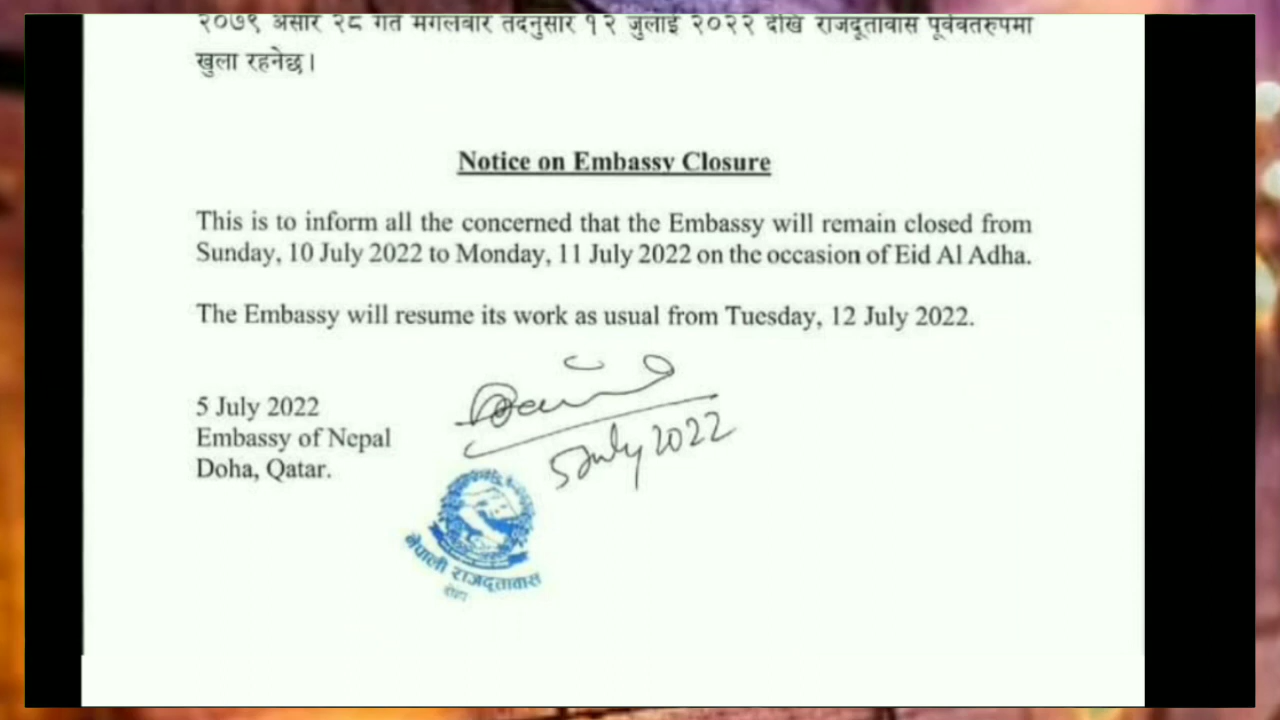 २०७९ असार २८ गते मंगलबार तदनुसार १२ जुलाई २०२२ देखि राजदूतावास पूर्ववतरुपमा
खुला रहनेछ।
Notice on Embassy Closure
This is to inform all the concerned that the Embassy will remain closed from
Sunday, 10 July 2022 to Monday, 11 July 2022 on the occasion of Eid Al Adha.
The Embassy will resume its work as usual from Tuesday, 12 July 2022.
5 July 2022
Embassy of Nepal
Doha, Qatar.
5 July 2022
नेपाली राजदूतावास
दोहा